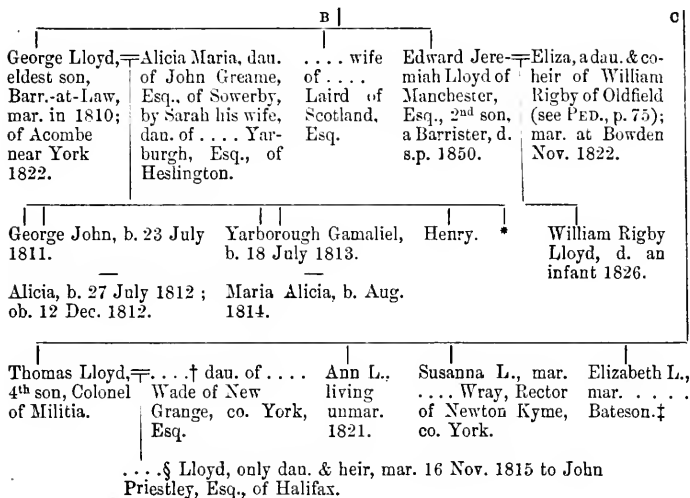 B
C
George Lloyd,
eldest son,
Barr.-at-Law,
mar. in 1810;
of Acombe
near York
1822.
Alicia Maria, dau.
of John Greame,
Esq., of Sowerby,
by Sarah his wife,
dau. of .... Yar-
burgh, Esq., of
Heslington.
.... wife
of ....
Laird of
Scotland,
Esq.
Edward Jere-
miah Lloyd of
Manchester,
Esq., 2nd son,
a Barrister, d.
s.p. 1850.
Eliza, a dau. & co-
heir of William
Rigby of Oldfield
(see PED., p. 75);
mar. at Bowden
Nov. 1822.
George John, b. 23 July
1811.
Yarborough Gamaliel,
b. 18 July 1813.
Henry.
*
William Rigby
Lloyd, d. an
infant 1826.
Alicia, b. 27 July 1812;
ob. 12 Dec. 1812.
Maria Alicia, b. Aug.
1814.
Thomas Lloyd,
4th son, Colonel
of Militia.
....† dau. of ....
Wade of New
Grange, co. York,
Esq.
Ann L.,
living
unmar.
1821.
Susanna L., mar.
.... Wray, Rector
of Newton Kyme,
co. York.
Elizabeth L.,
mar. .....
Bateson.‡
....§ Lloyd, only dau. & heir, mar. 16 Nov. 1815 to John
Priestley, Esq., of Halifax.